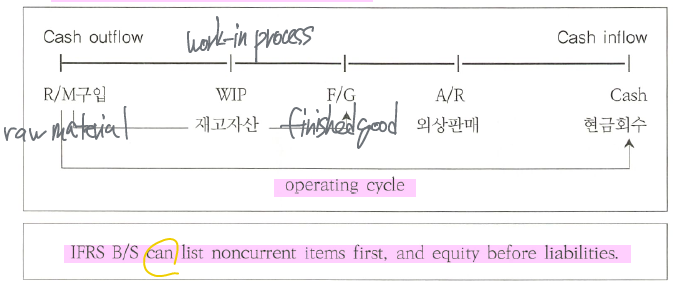 Cash outflow work-in process Cash inflow
R/M구입 WIP F/G A/R Cash
raw material 재고자산 finished good 외상판매 현금회수
operating cycle
IFRS B/S can list noncurrent items first, and equity before liabilities.